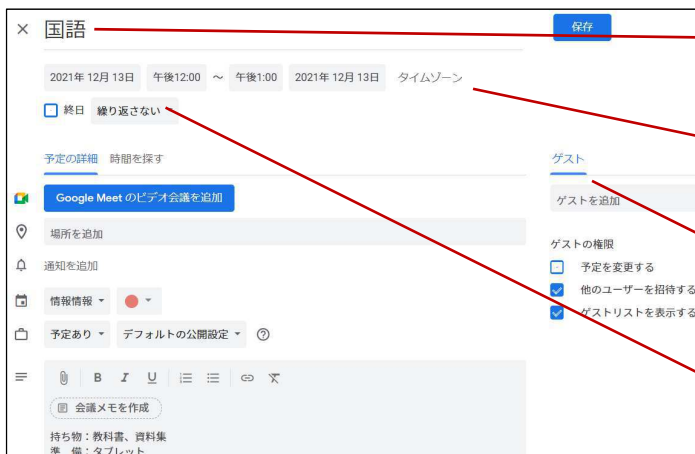 国語
保存
2021年 12月 13日 午後12:00 ～ 午後1:00 2021年 12月 13日 タイムゾーン
終日 繰り返さない
予定の詳細 時間を探す
ゲスト
Google Meet のビデオ会議を追加
ゲストを追加
場所を追加
ゲストの権限
通知を追加
予定を変更する
情報情報
他のユーザーを招待する
ゲストリストを表示する
予定あり デフォルトの公開設定
B I U
会議メモを作成
持ち物：教科書、資料集
準　備：タブレット